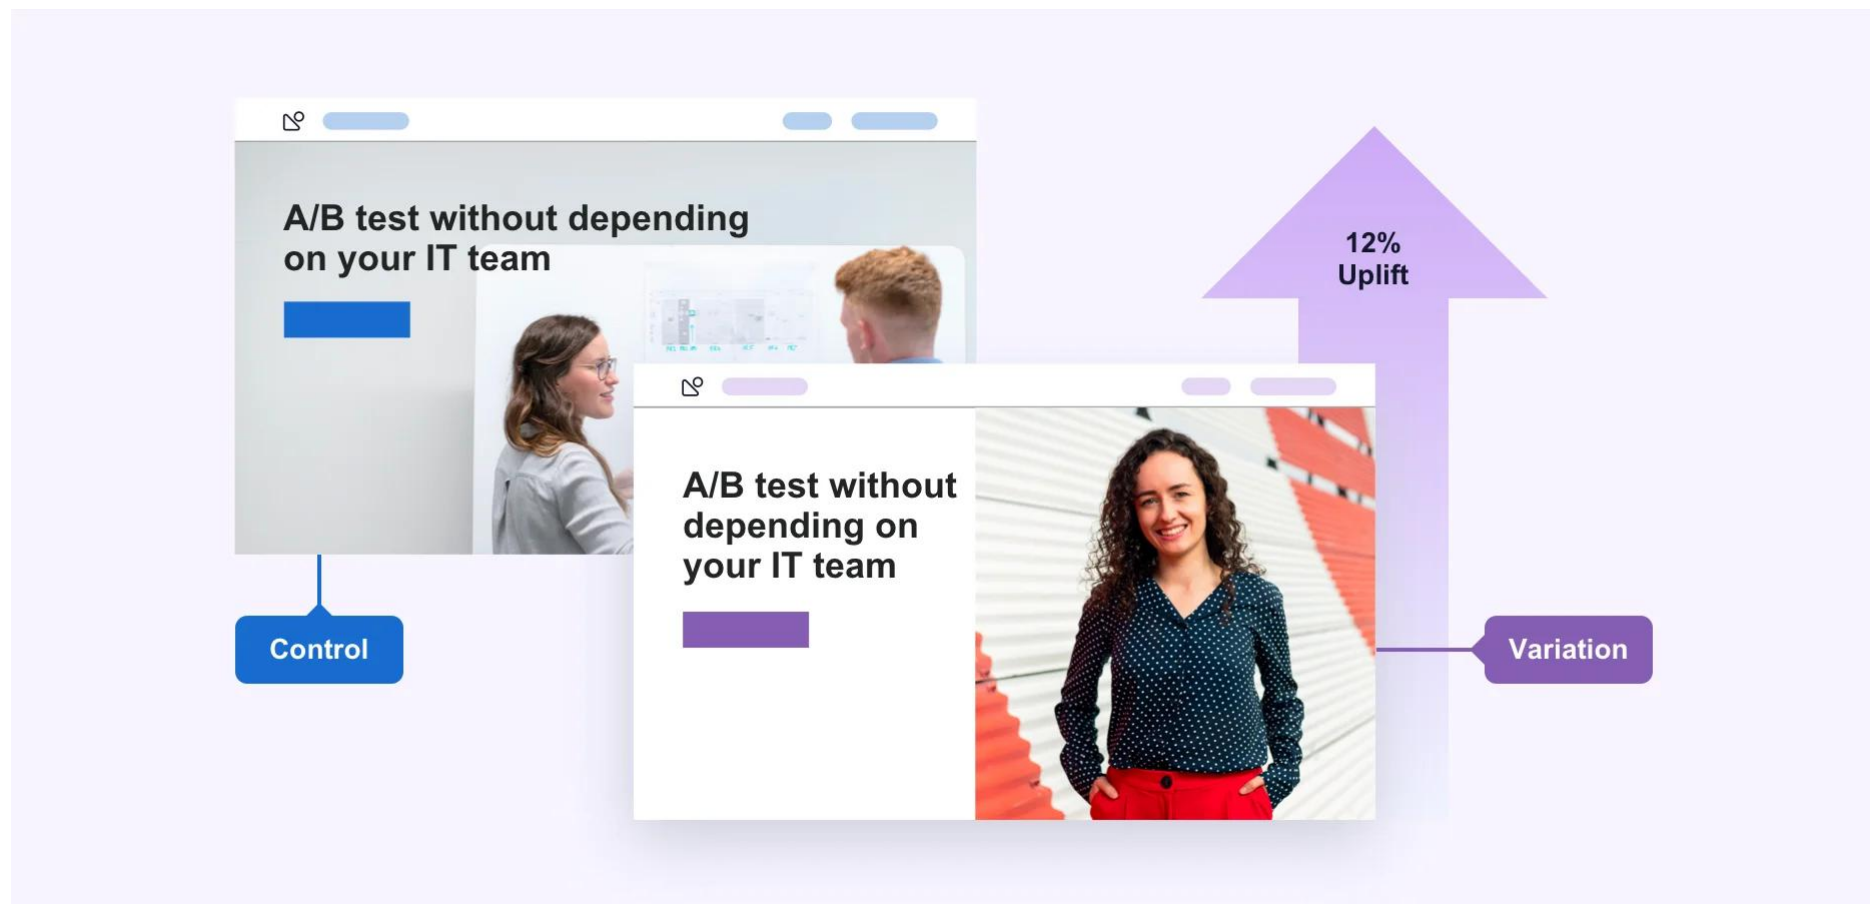 A/B test without depending
on your IT team
Control
A/B test without
depending on
your IT team
12%
Uplift
Variation